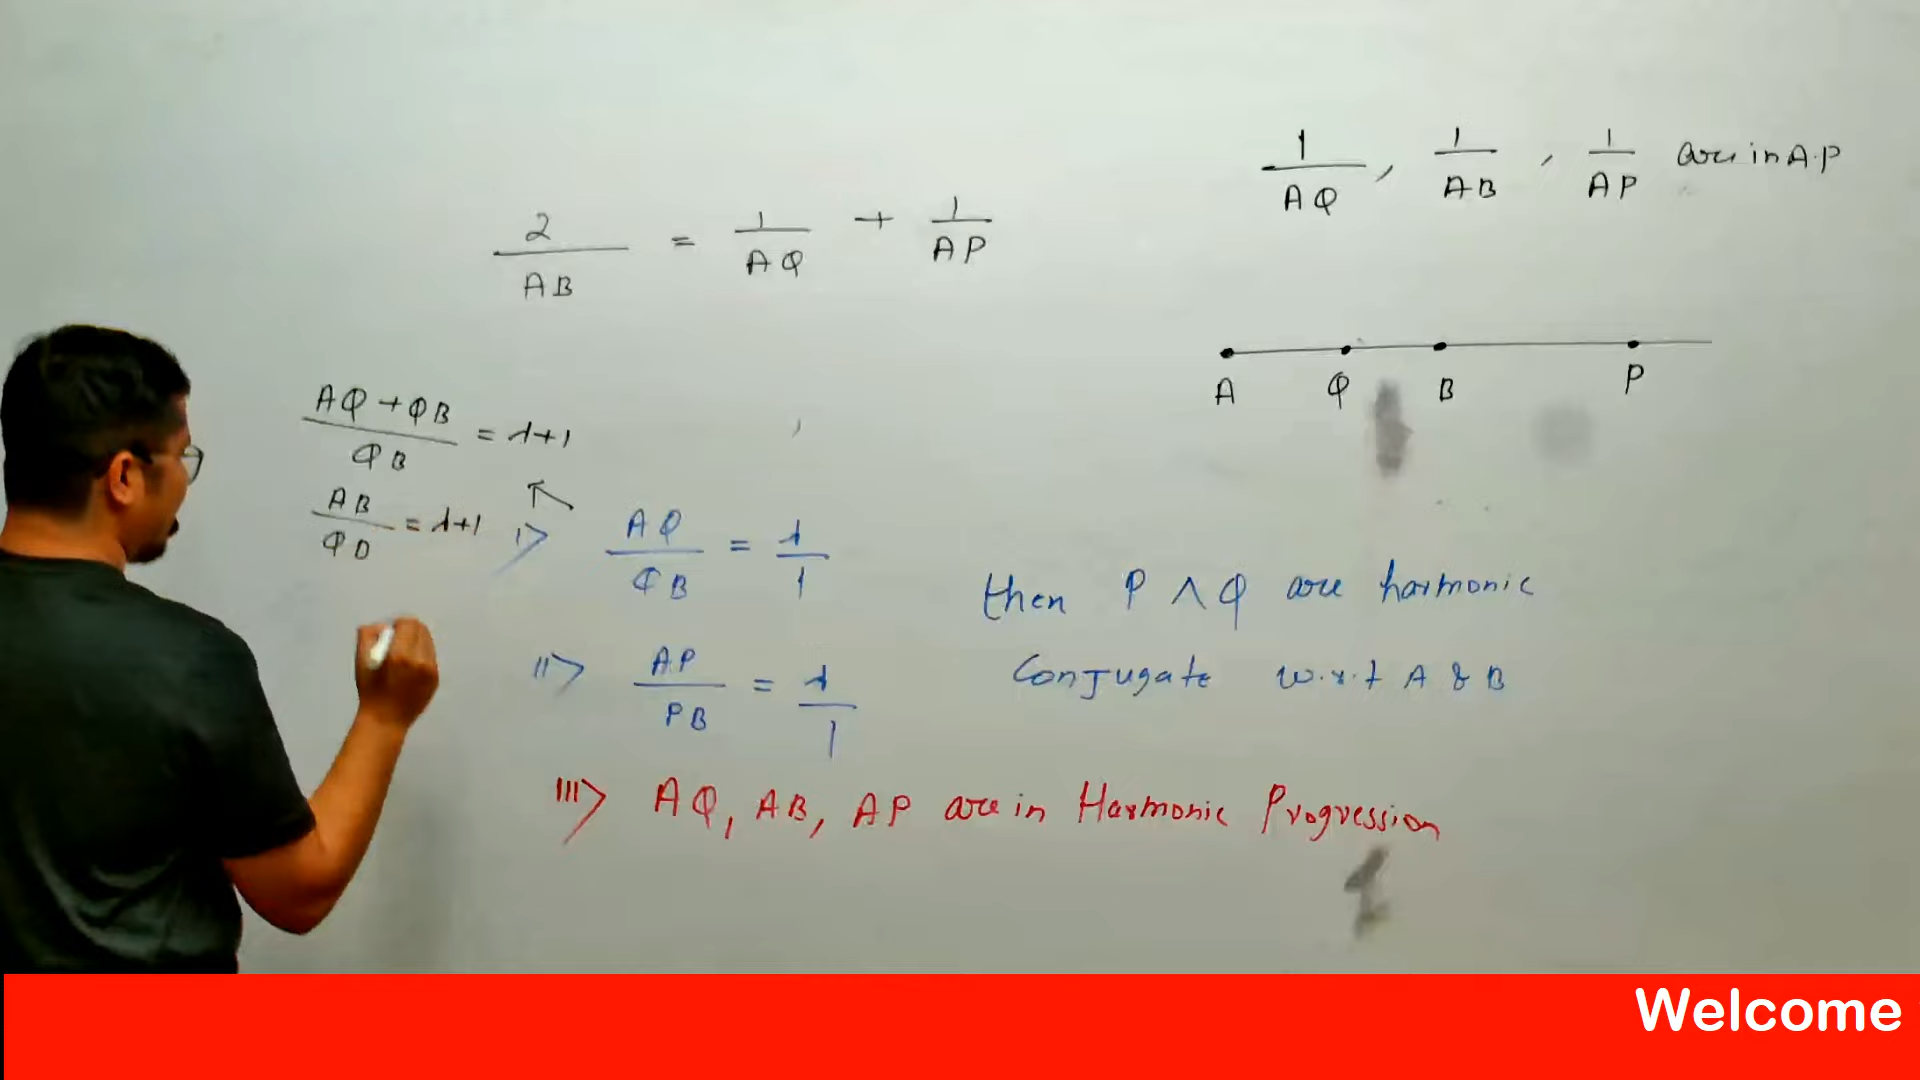 1/AQ , 1/AB , 1/AP are in A.P
2/AB = 1/AQ + 1/AP
A Q B P
AQ+QB/QB = λ+1
AB/QB = λ+1
I> AQ/QB = λ/1
then P ∧ Q are harmonic
II> AP/PB = λ/1
Conjugate w.r.t A & B
III> AQ, AB, AP are in Harmonic Progression
Welcome